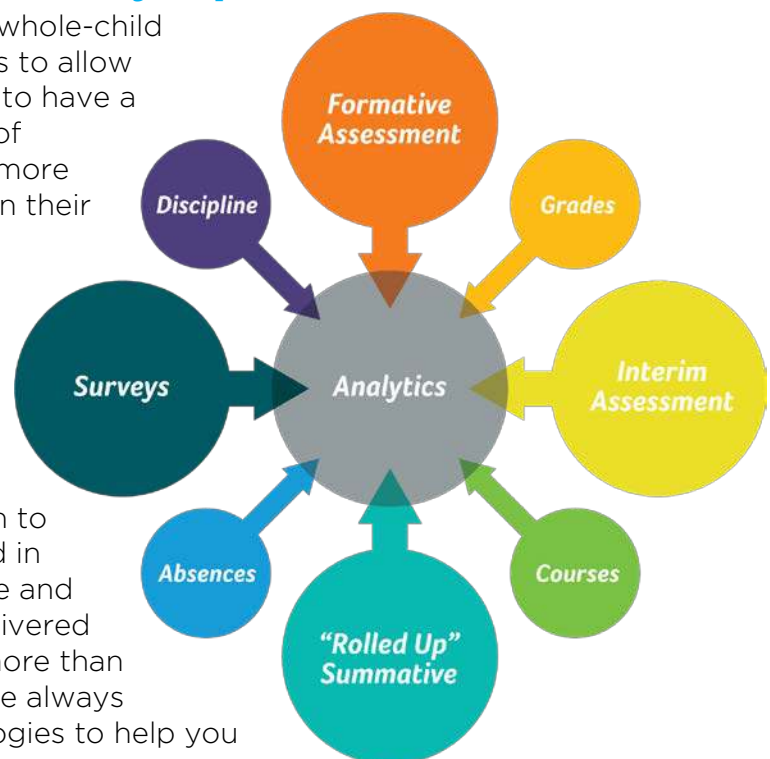 whole-child
s to allow
to have a
of
more
n their
n to
d in
e and
ivered
more than
e always
ogies to help you
Formative
Assessment
Discipline
Grades
Surveys
Analytics
Interim
Assessment
Absences
Courses
"Rolled Up"
Summative